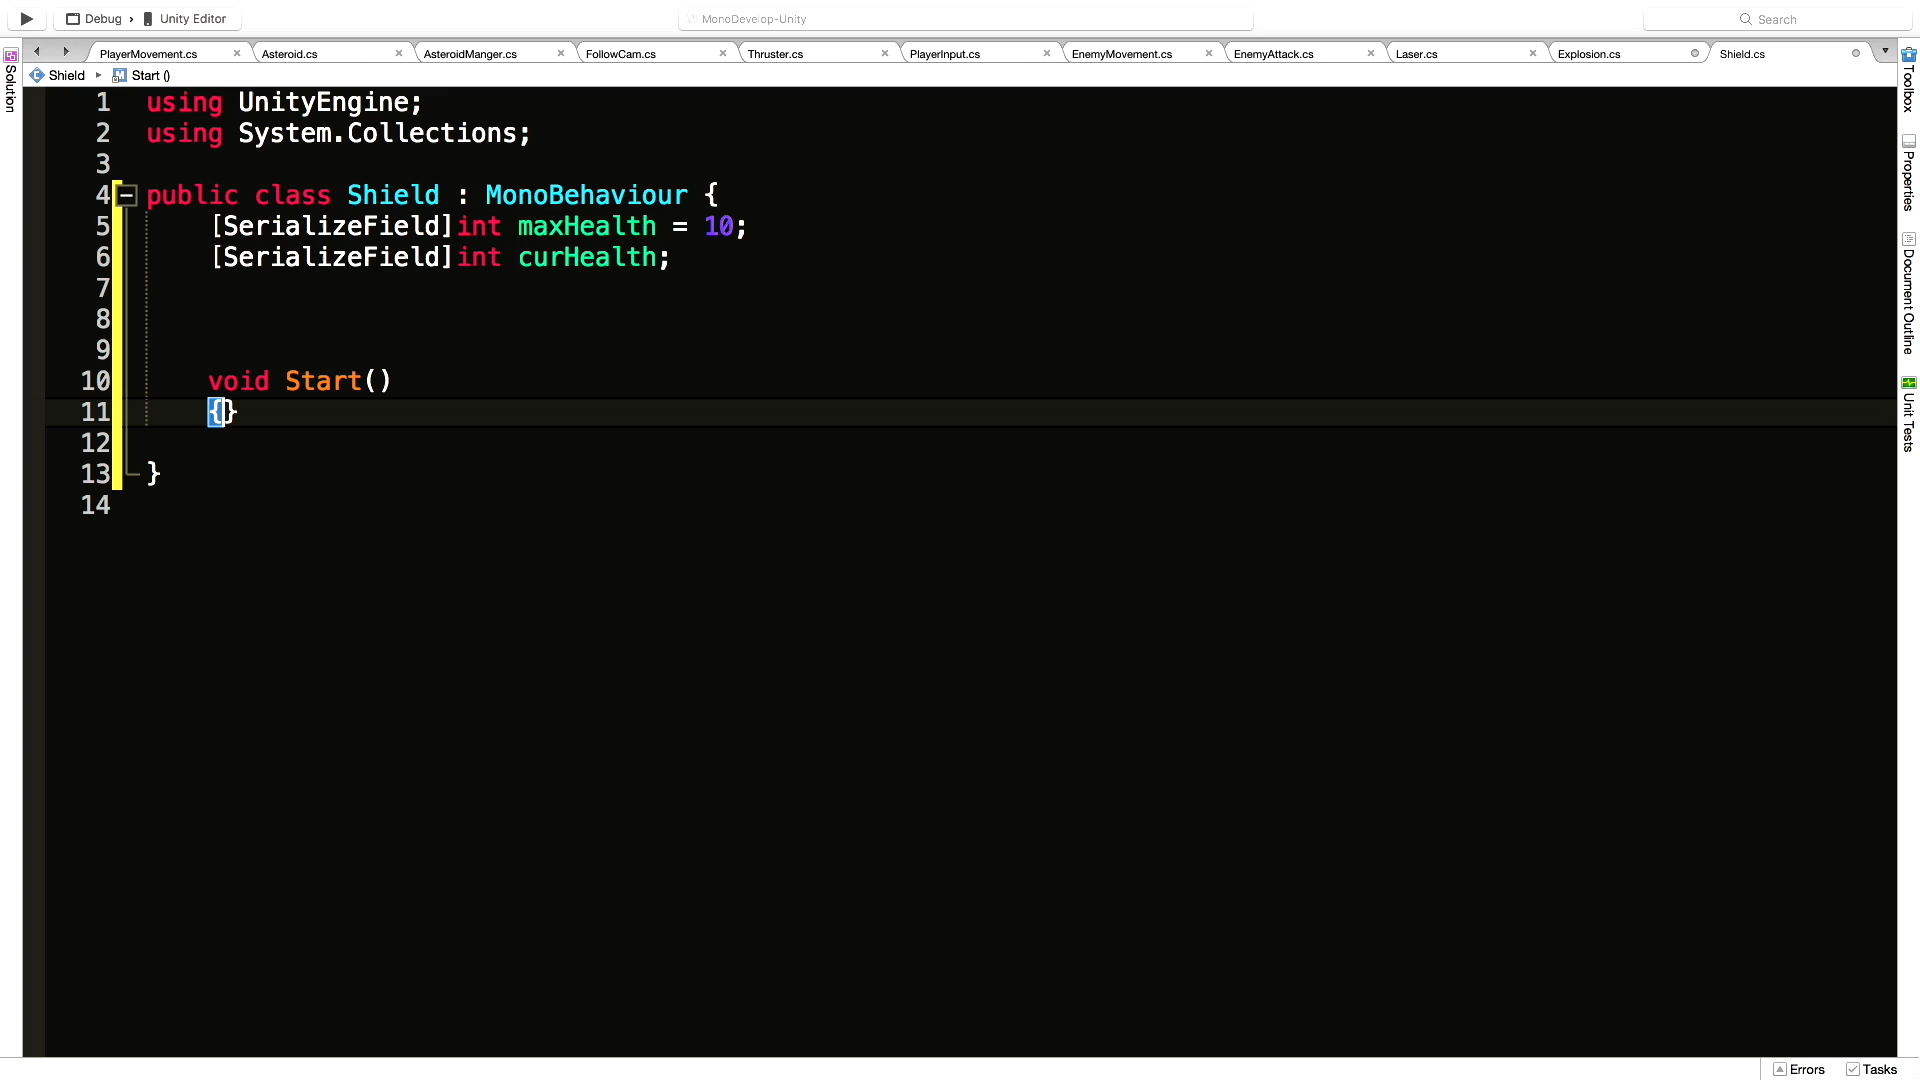 Debug › Unity Editor
MonoDevelop-Unity
Search
PlayerMovement.cs
Asteroid.cs
AsteroidManger.cs
FollowCam.cs
Thruster.cs
PlayerInput.cs
EnemyMovement.cs
EnemyAttack.cs
Laser.cs
Explosion.cs
Shield.cs
Shield
Start ()
Solution
Toolbox
Properties
Document Outline
Unit Tests
1 using UnityEngine;
2 using System.Collections;
3
4 public class Shield : MonoBehaviour {
5 [SerializeField]int maxHealth = 10;
6 [SerializeField]int curHealth;
7
8
9
10 void Start()
11 {}
12
13 }
14
Errors
Tasks